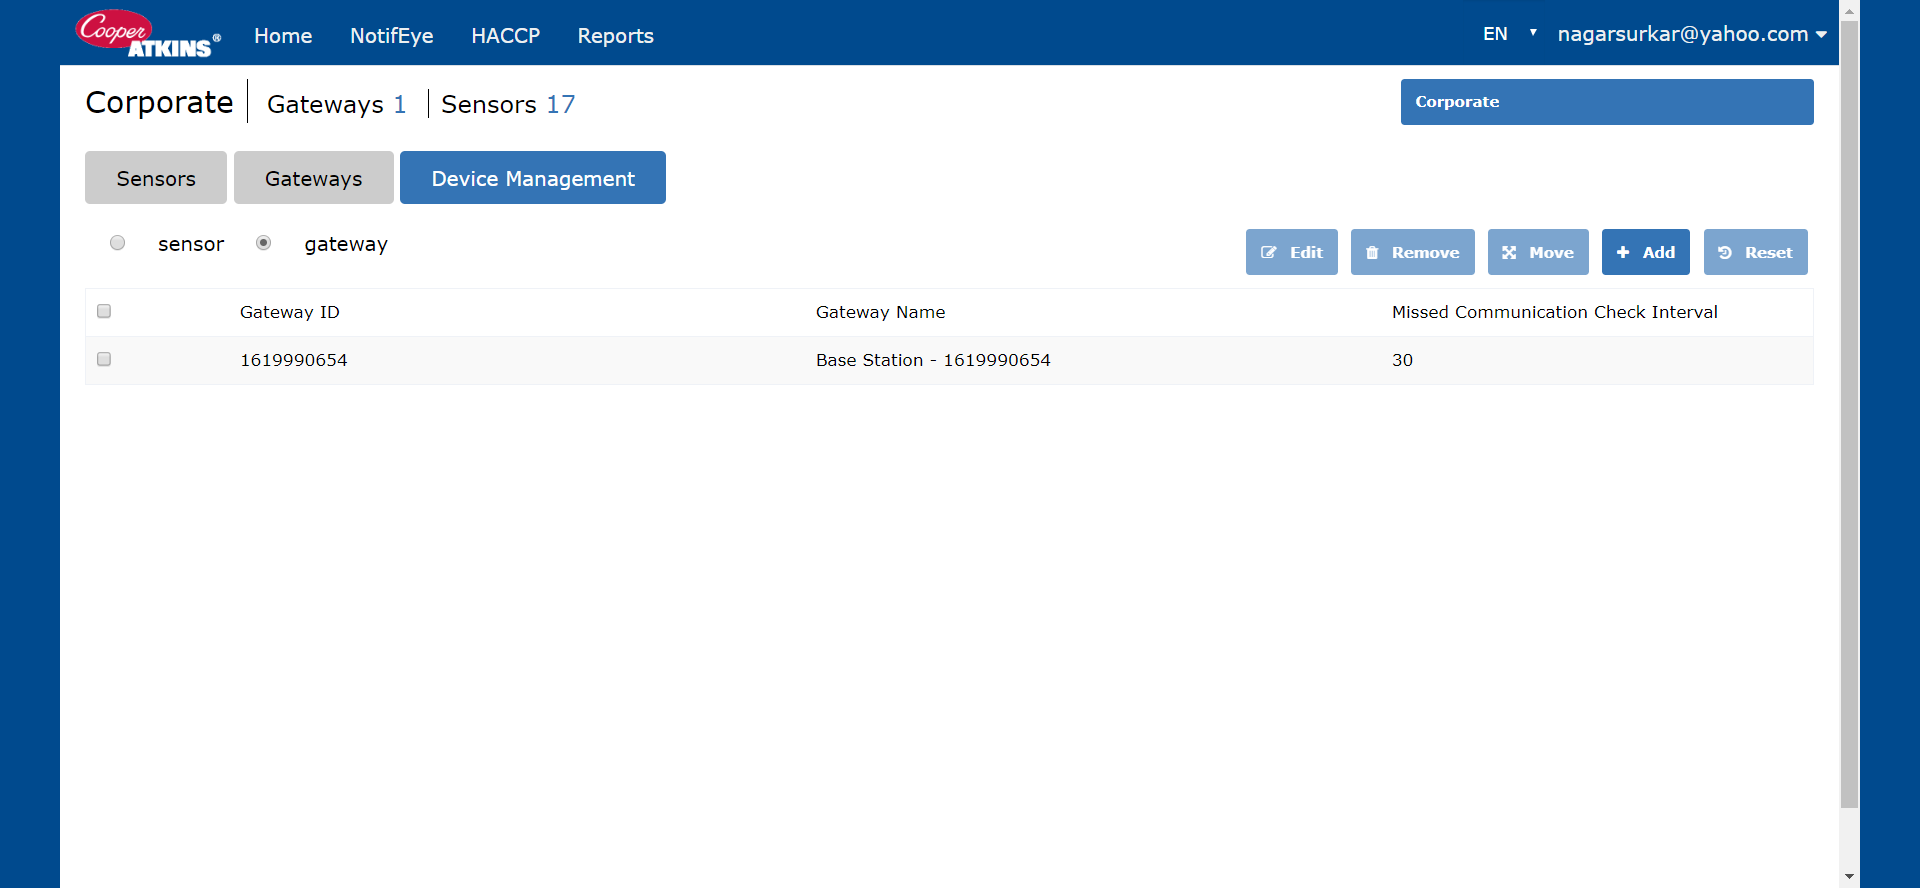 Cooper ATKINS® Home NotifEye HACCP Reports EN ▼ nagarsurkar@yahoo.com
Corporate Gateways 1 Sensors 17 Corporate
Sensors Gateways Device Management
sensor gateway Edit Remove Move Add Reset
Gateway ID Gateway Name Missed Communication Check Interval
1619990654 Base Station - 1619990654 30